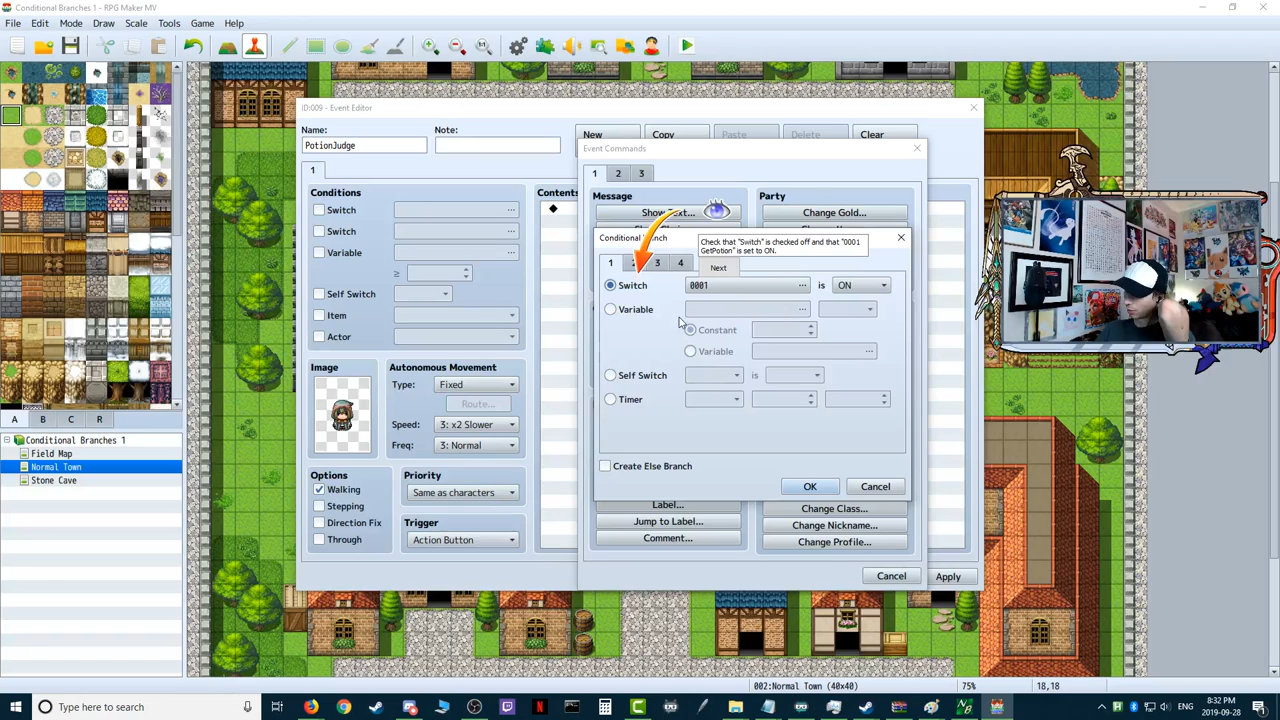 Conditional Branches 1 - RPG Maker MV
File Edit Mode Draw Scale Tools Game Help
ID:009 - Event Editor
Name: Note:
PotionJudge
New Copy Paste Delete Clear
Event Commands
1 1 2 3
Conditions Contents
Message Party
Switch Show Text... Change Gold...
Switch
Variable
≥
Self Switch
Item
Actor
Conditional Branch
Check that "Switch" is checked off and that "0001
GetPotion" is set to ON.
Next
1 2 3 4
Switch 0001 is ON
Variable
Constant
Variable
Self Switch is
Timer
Create Else Branch
OK Cancel
Image Autonomous Movement
Type: Fixed
Route...
Speed: 3: x2 Slower
Freq: 3: Normal
Options Priority
Walking Same as characters
Stepping
Direction Fix Trigger
Through Action Button
Label... Change Class...
Jump to Label... Change Nickname...
Comment... Change Profile...
Cancel Apply
A B C R
Conditional Branches 1
Field Map
Normal Town
Stone Cave
002:Normal Town (40x40) 75% 18,18
Type here to search
ENG 8:32 PM
2019-09-28